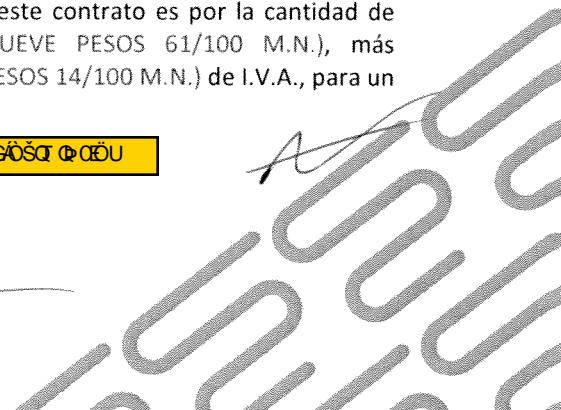 este contrato es por la cantidad de
UEVE PESOS 61/100 M.N.), más
ESOS 14/100 M.N.) de I.V.A., para un